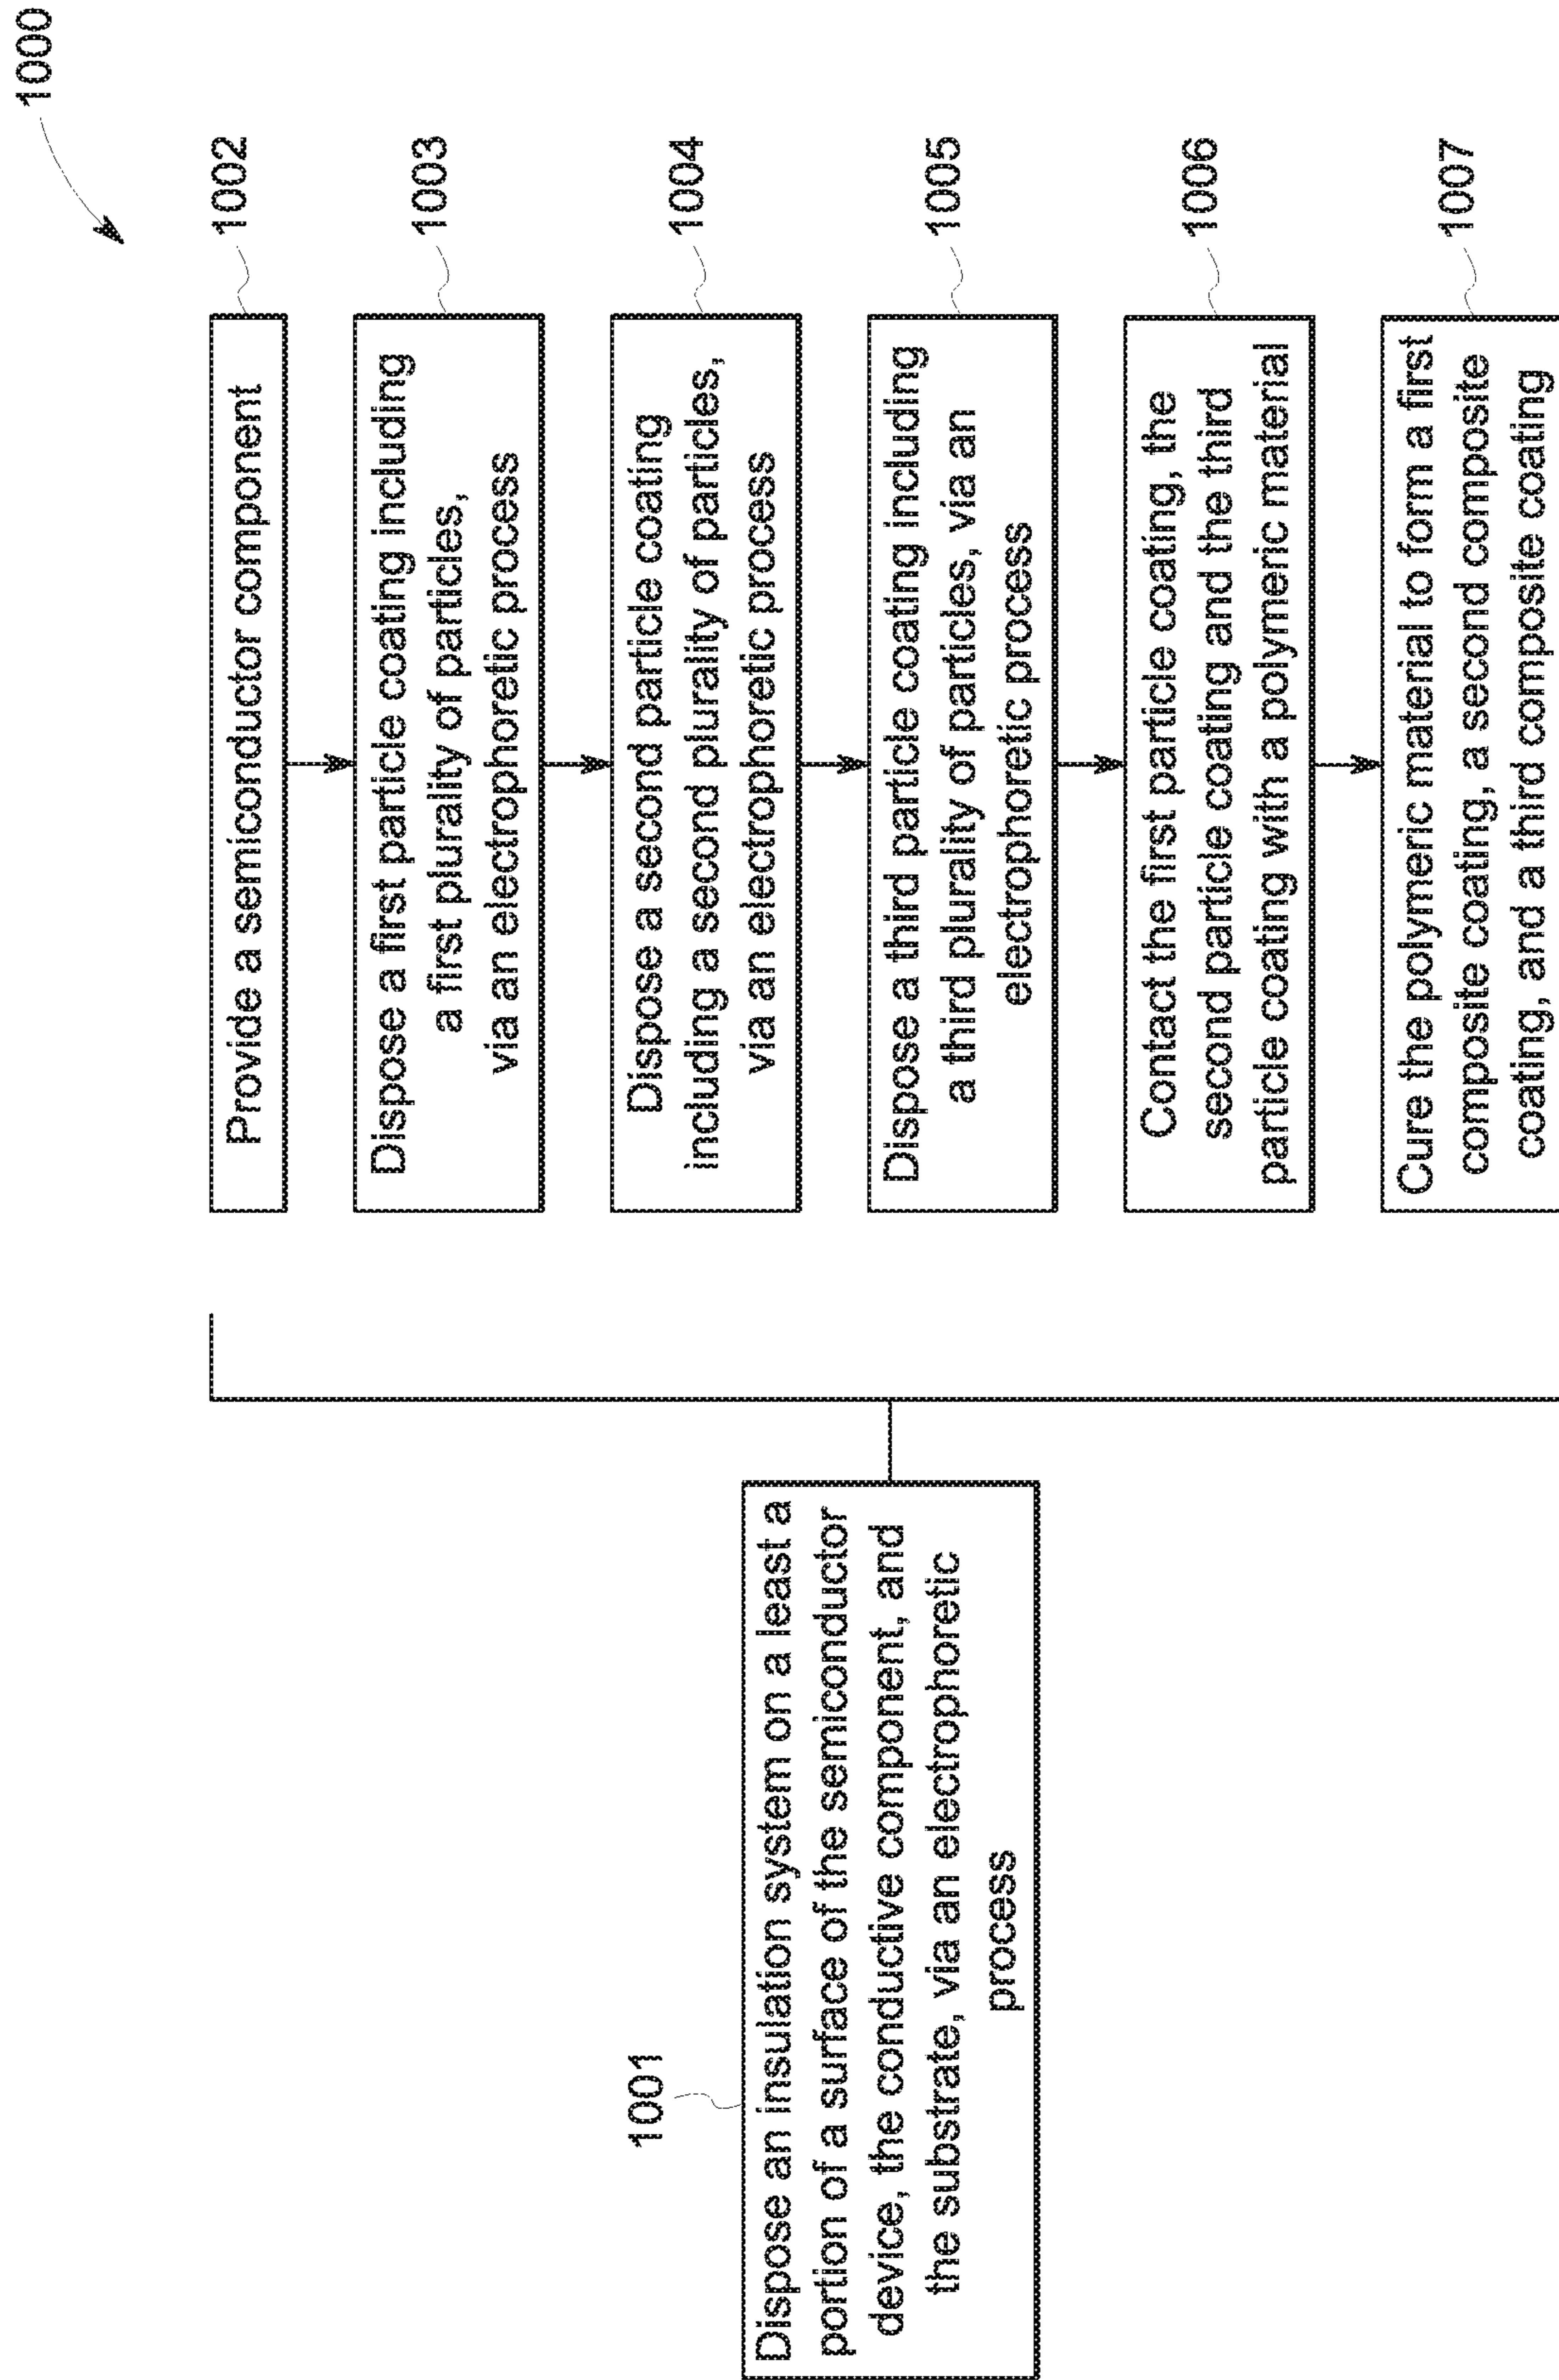 1000
1001
Dispose an insulation system on a least a
portion of a surface of the semiconductor
device, the conductive component, and
the substrate, via an electrophoretic
process
Provide a semiconductor component
1002
Dispose a first particle coating including
a first plurality of particles,
via an electrophoretic process
1003
Dispose a second particle coating
including a second plurality of particles,
via an electrophoretic process
1004
Dispose a third particle coating including
a third plurality of particles, via an
electrophoretic process
1005
Contact the first particle coating, the
second particle coating and the third
particle coating with a polymeric material
1006
Cure the polymeric material to form a first
composite coating, a second composite
coating, and a third composite coating
1007